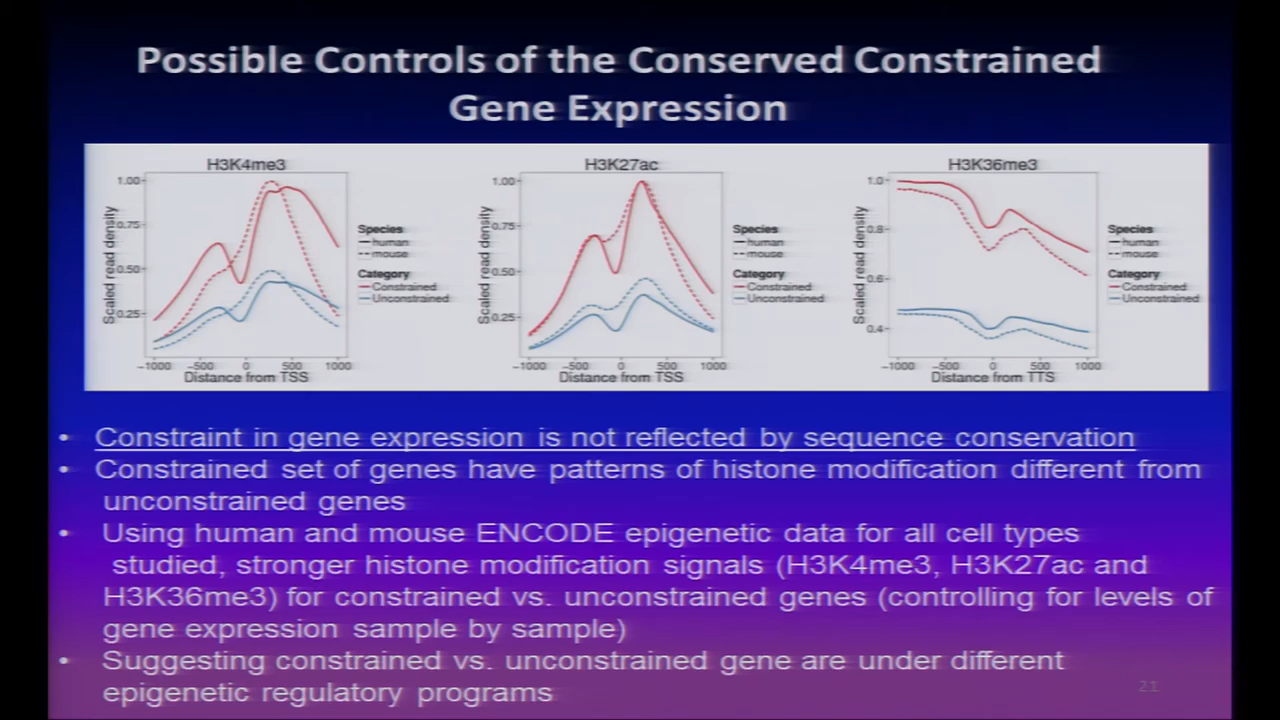 Possible Controls of the Conserved Constrained
Gene Expression
H3K4me3
1.00
0.75
0.50
0.25
Scaled read density
−1000 −500 0 500 1000
Distance from TSS
Species
human
mouse
Category
Constrained
Unconstrained
H3K27ac
1.00
0.75
0.50
0.25
Scaled read density
−1000 −500 0 500 1000
Distance from TSS
Species
human
mouse
Category
Constrained
Unconstrained
H3K36me3
1.0
0.8
0.6
0.4
Scaled read density
−1000 −500 0 500 1000
Distance from TTS
Species
human
mouse
Category
Constrained
Unconstrained
• Constraint in gene expression is not reflected by sequence conservation
• Constrained set of genes have patterns of histone modification different from
unconstrained genes
• Using human and mouse ENCODE epigenetic data for all cell types
studied, stronger histone modification signals (H3K4me3, H3K27ac and
H3K36me3) for constrained vs. unconstrained genes (controlling for levels of
gene expression sample by sample)
• Suggesting constrained vs. unconstrained gene are under different
epigenetic regulatory programs
21